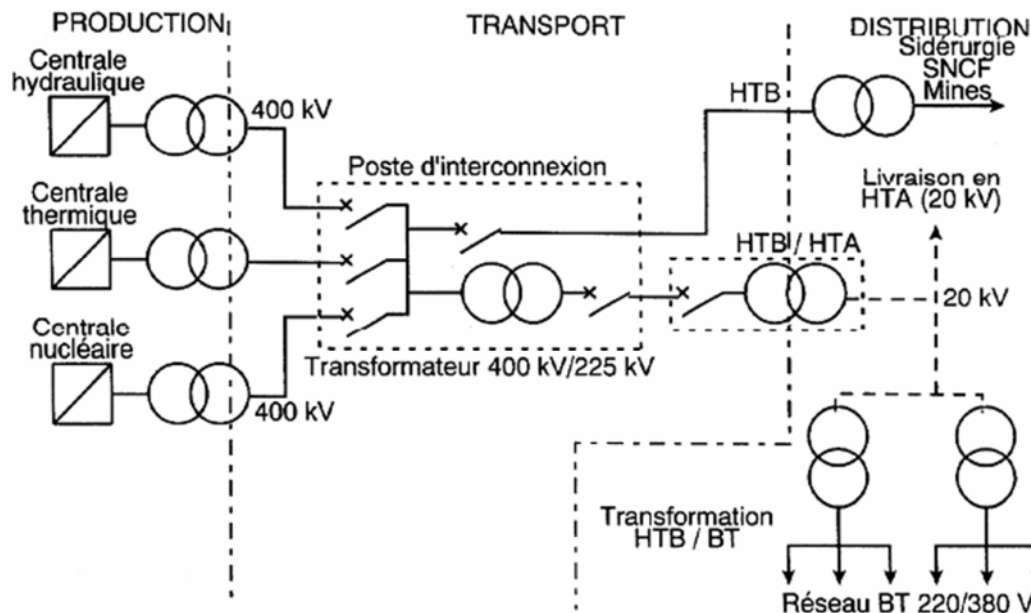 PRODUCTION
TRANSPORT
DISTRIBUTION
Centrale
hydraulique
400 kV
HTB
Sidérurgie
SNCF
Mines
Poste d'interconnexion
Livraison en
HTA (20 kV)
Centrale
thermique
HTB / HTA
20 kV
Centrale
nucléaire
400 kV
Transformateur 400 kV/225 kV
Transformation
HTB / BT
Réseau BT 220/380 V